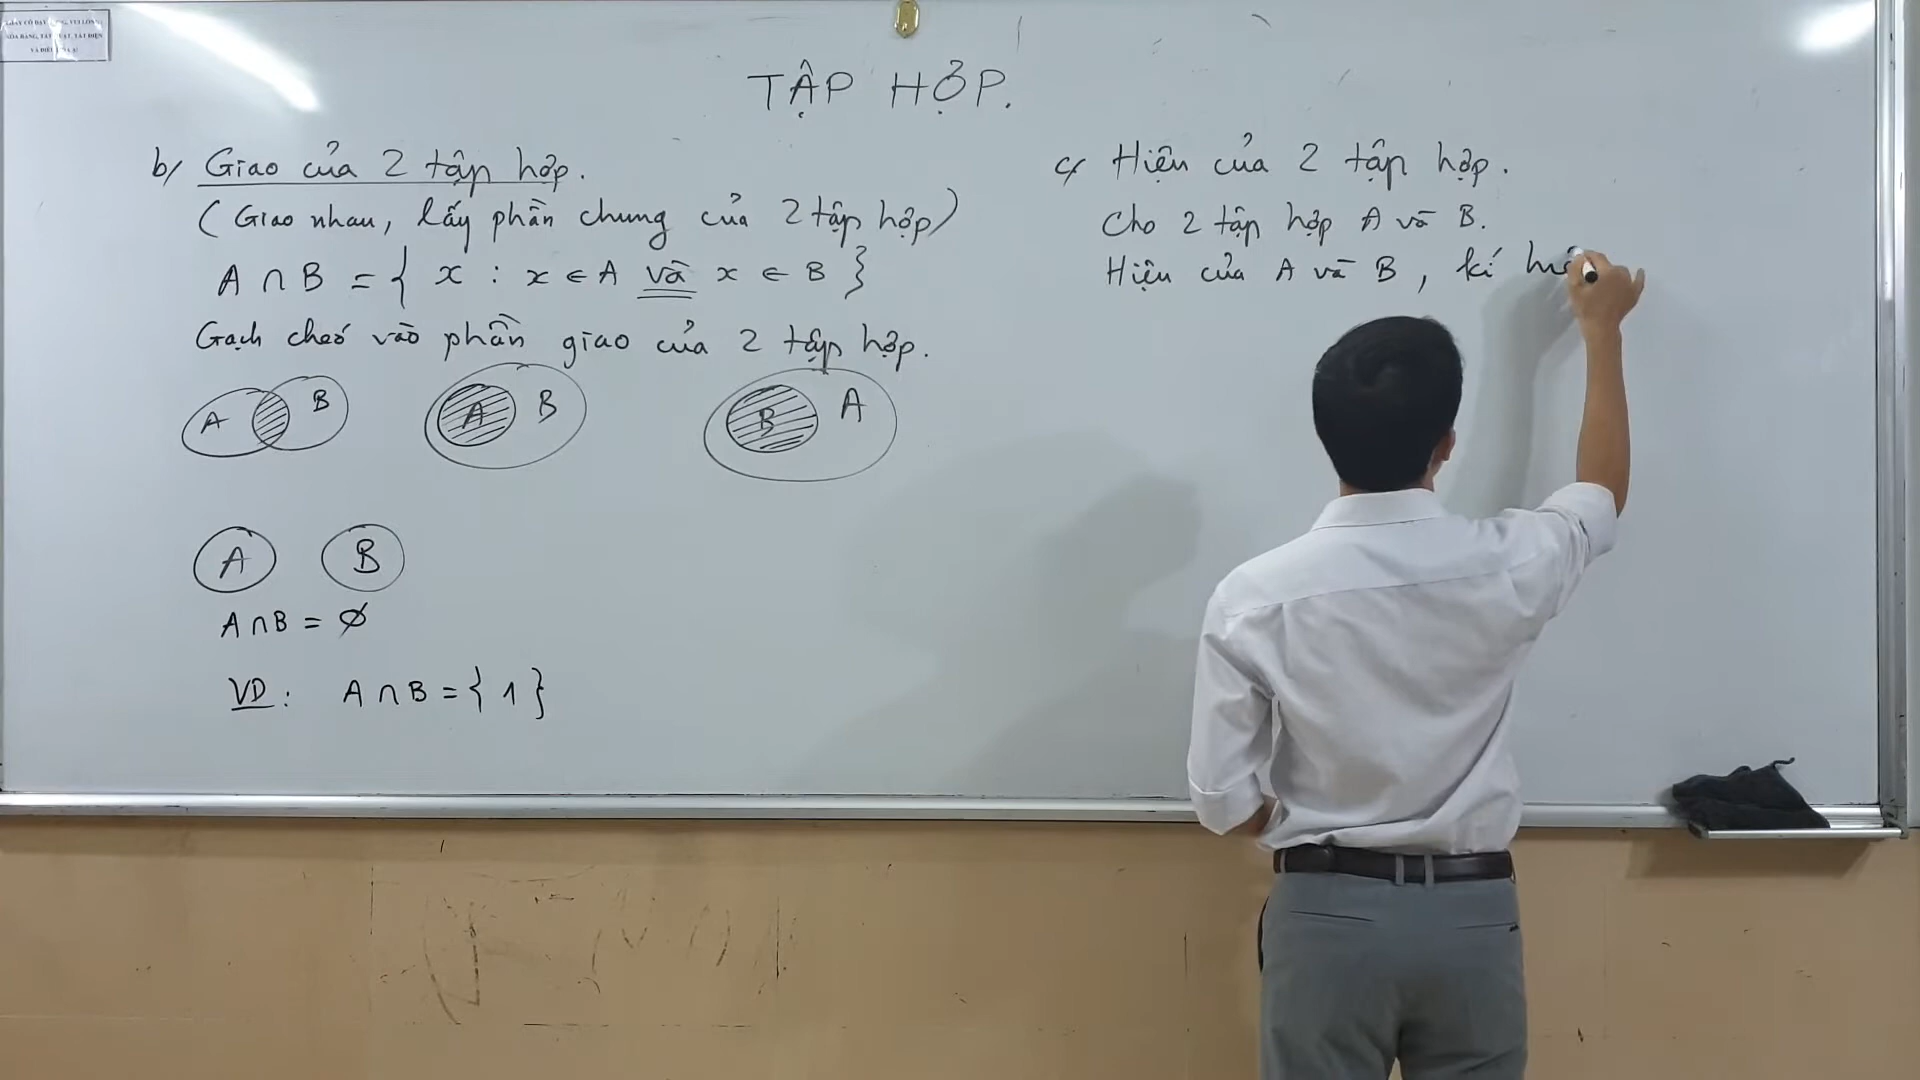 TẬP HỢP.
b/ Giao của 2 tập hợp.
(Giao nhau, lấy phần chung của 2 tập hợp)
A ∩ B = { x : x ∈ A và x ∈ B }
Gạch chéo vào phần giao của 2 tập hợp.
A B
A B
B A
A B
A ∩ B = ∅
VD: A ∩ B = { 1 }
c/ Hiệu của 2 tập hợp.
Cho 2 tập hợp A và B.
Hiệu của A và B, kí